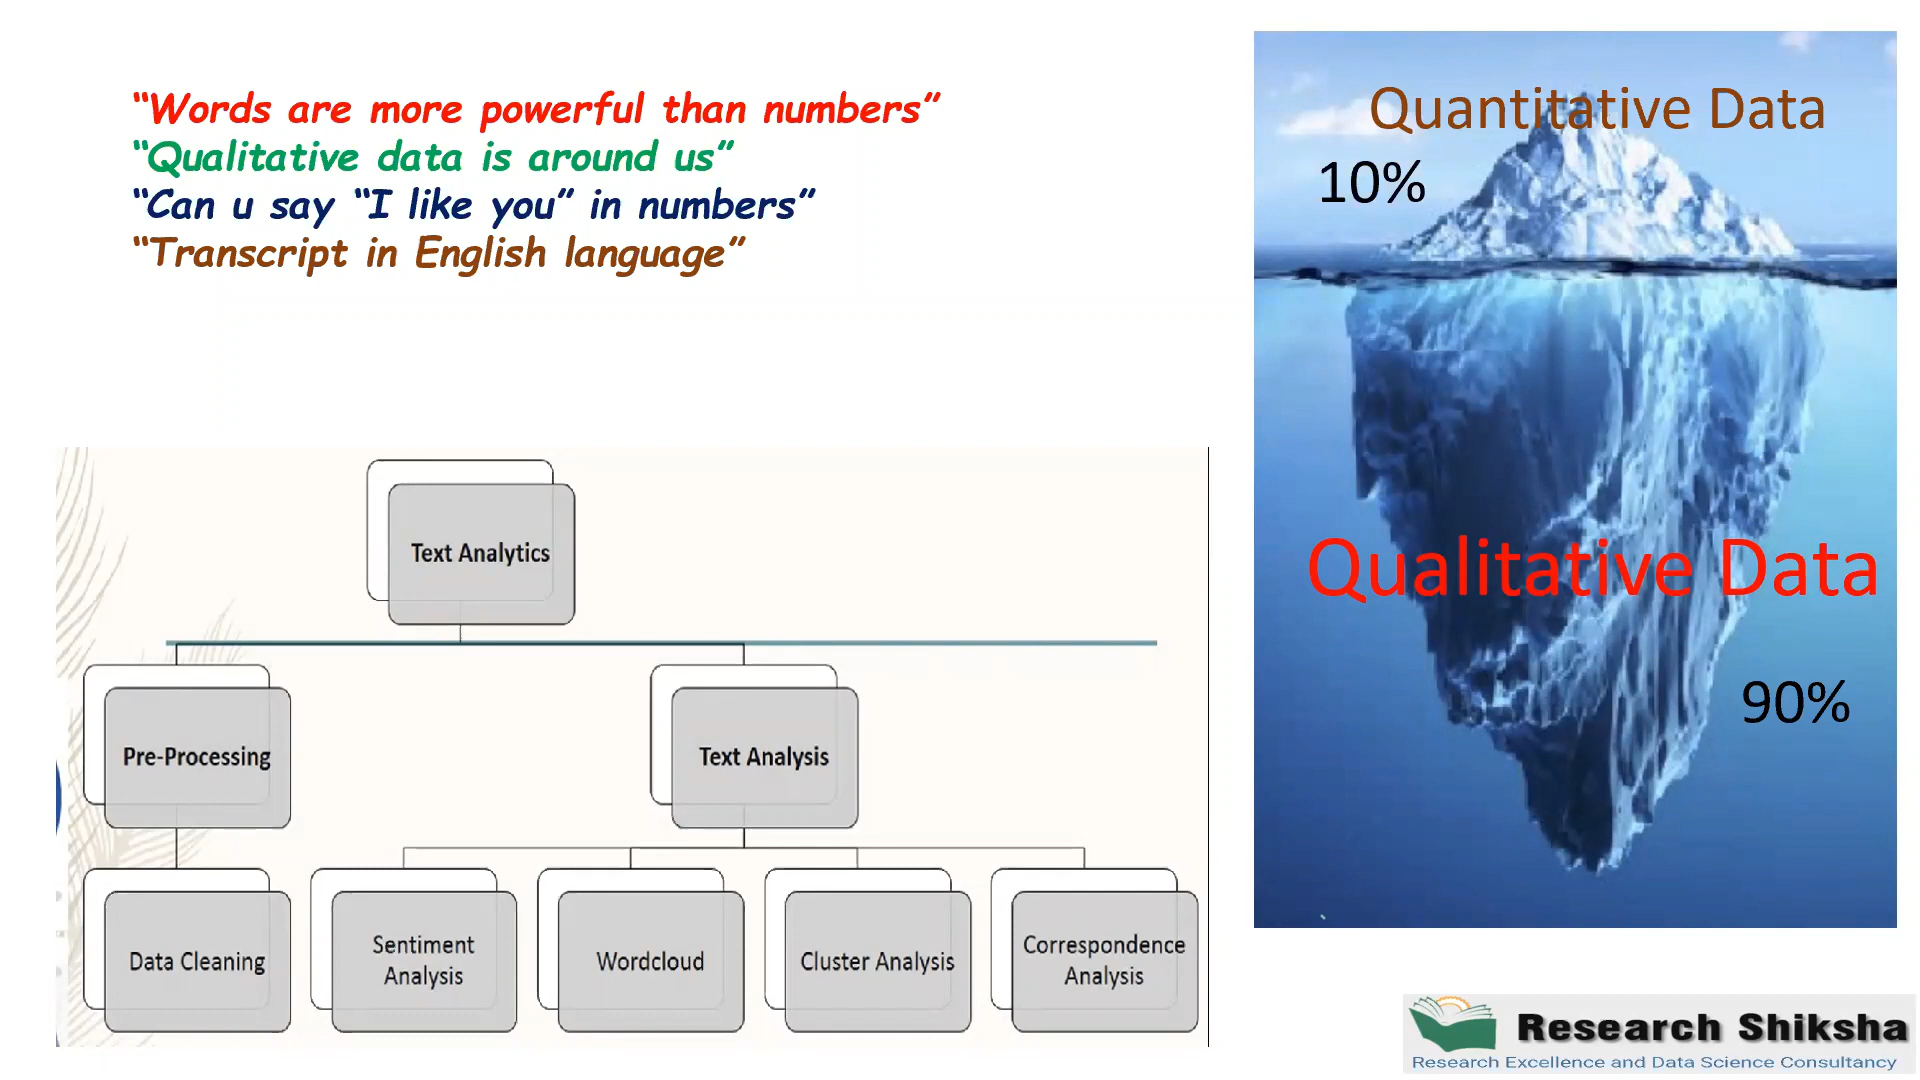 “Words are more powerful than numbers”
“Qualitative data is around us”
“Can u say “I like you” in numbers”
“Transcript in English language”
Quantitative Data
10%
Qualitative Data
90%
Text Analytics
Pre-Processing
Text Analysis
Data Cleaning
Sentiment
Analysis
Wordcloud
Cluster Analysis
Correspondence
Analysis
Research Shiksha
Research Excellence and Data Science Consultancy